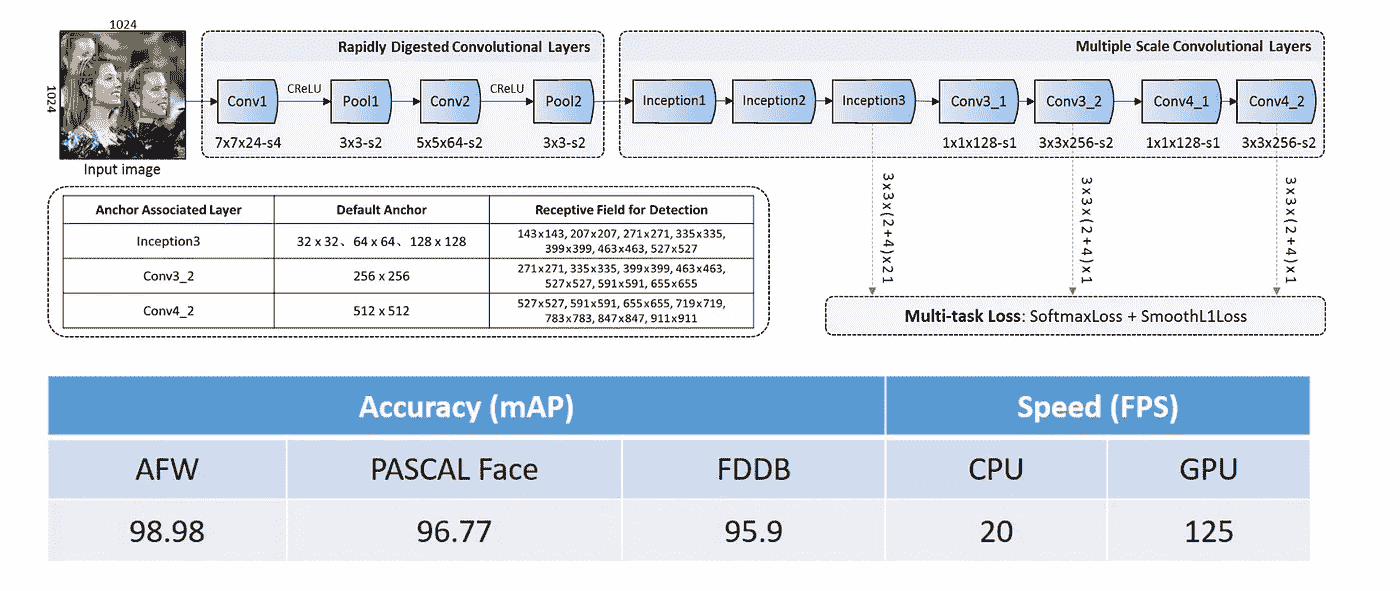 1024
1024
Input image
Rapidly Digested Convolutional Layers
Conv1
CReLU
Pool1
Conv2
CReLU
Pool2
7x7x24-s4
3x3-s2
5x5x64-s2
3x3-s2
Multiple Scale Convolutional Layers
Inception1
Inception2
Inception3
Conv3_1
Conv3_2
Conv4_1
Conv4_2
1x1x128-s1
3x3x256-s2
1x1x128-s1
3x3x256-s2
3x3x(2+4)x21
3x3x(2+4)x1
3x3x(2+4)x1
Anchor Associated Layer Default Anchor Receptive Field for Detection
Inception3 32 x 32、64 x 64、128 x 128 143x143, 207x207, 271x271, 335x335,
399x399, 463x463, 527x527
Conv3_2 256 x 256 271x271, 335x335, 399x399, 463x463,
527x527, 591x591, 655x655
Conv4_2 512 x 512 527x527, 591x591, 655x655, 719x719,
783x783, 847x847, 911x911
Multi-task Loss: SoftmaxLoss + SmoothL1Loss
Accuracy (mAP) Speed (FPS)
AFW PASCAL Face FDDB CPU GPU
98.98 96.77 95.9 20 125